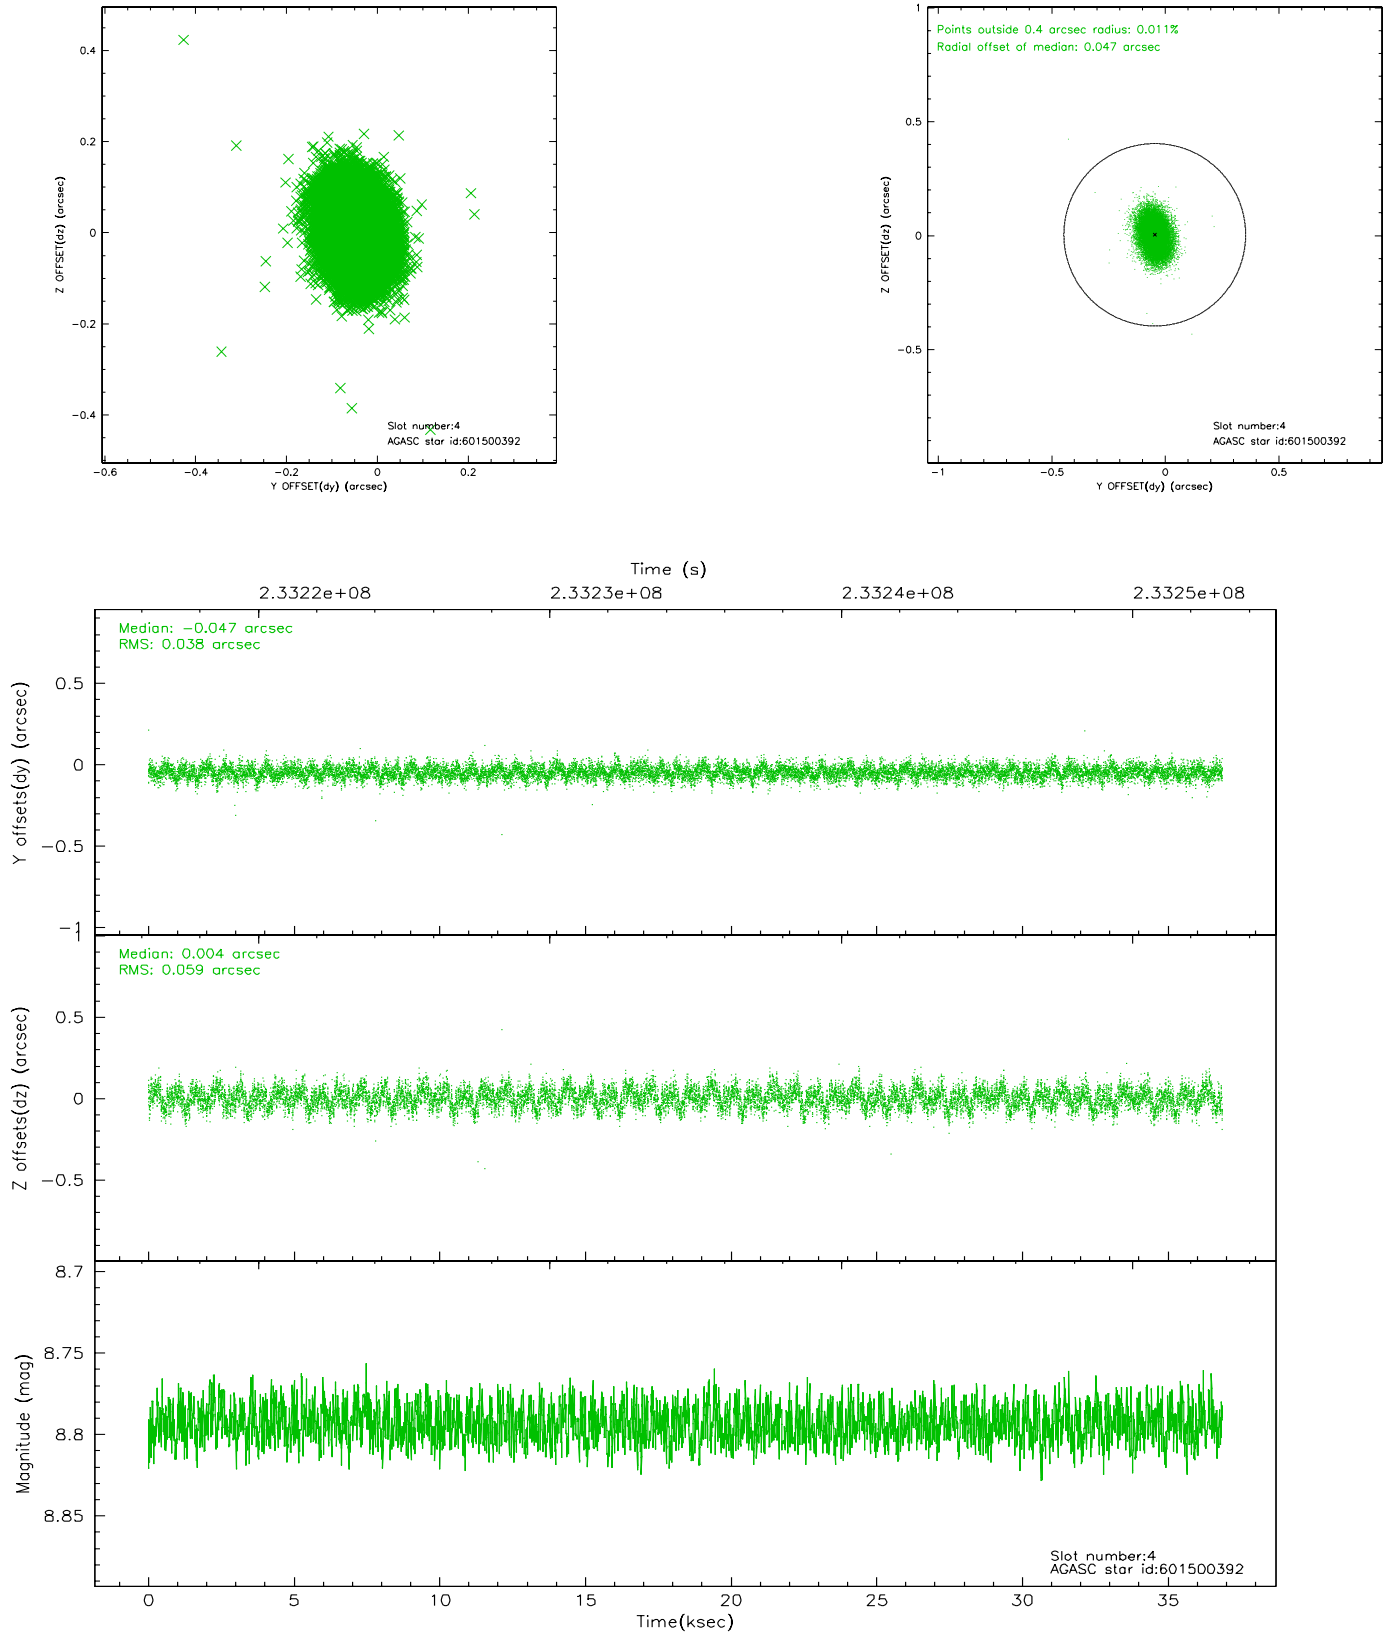 0.4
0.2
0
-0.2
-0.4
Z OFFSET(dz) (arcsec)
Slot number:4
AGASC star id:601500392
-0.6 -0.4 -0.2 0 0.2
Y OFFSET(dy) (arcsec)
Points outside 0.4 arcsec radius: 0.011%
Radial offset of median: 0.047 arcsec
1
0.5
0
-0.5
Z OFFSET(dz) (arcsec)
Slot number:4
AGASC star id:601500392
-1 -0.5 0 0.5
Y OFFSET(dy) (arcsec)
Time (s)
2.3322e+08 2.3323e+08 2.3324e+08 2.3325e+08
Median: -0.047 arcsec
RMS: 0.038 arcsec
0.5
0
-0.5
-1
Y offsets(dy) (arcsec)
Median: 0.004 arcsec
RMS: 0.059 arcsec
1
0.5
0
-0.5
Z offsets(dz) (arcsec)
8.7
8.75
8.8
8.85
Magnitude (mag)
Slot number:4
AGASC star id:601500392
0 5 10 15 20 25 30 35
Time(ksec)